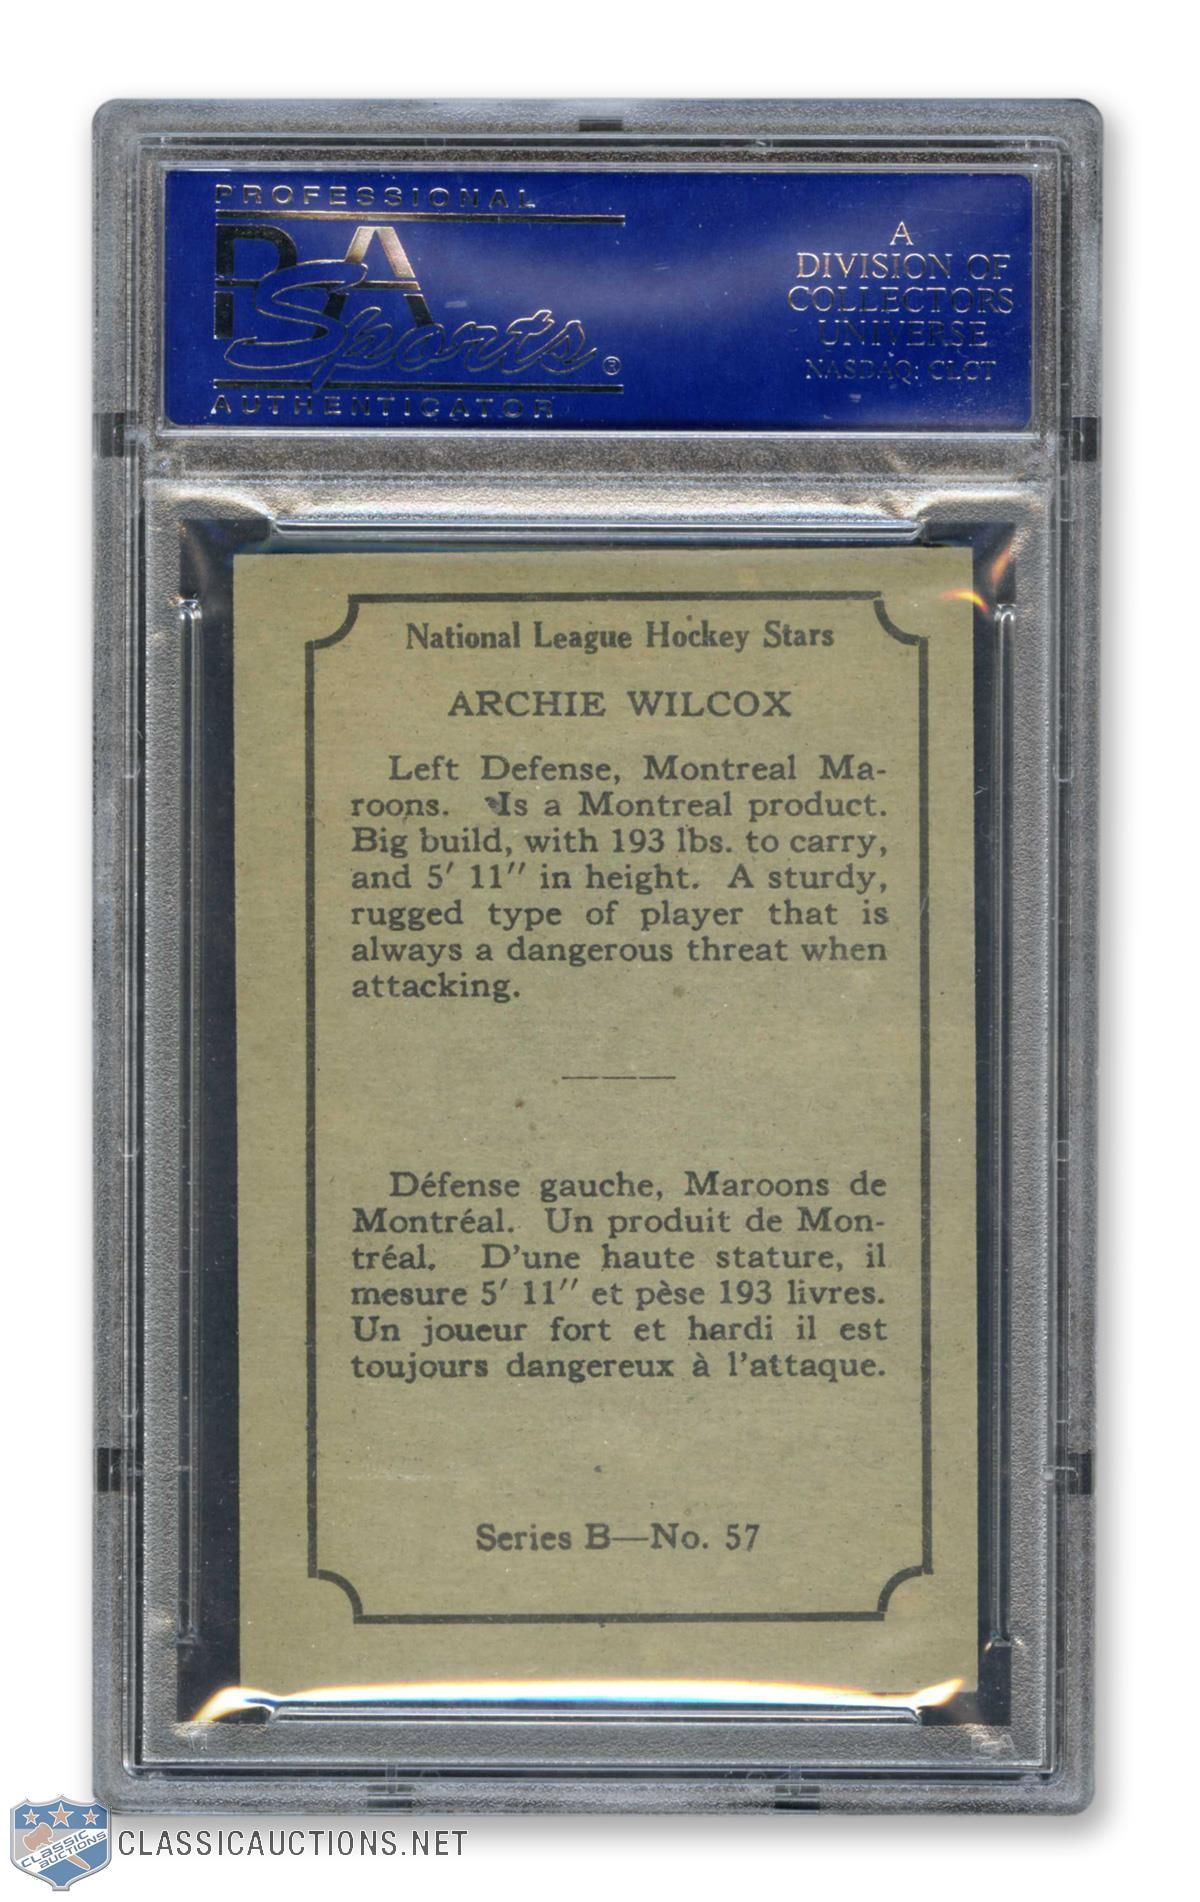 PROFESSIONAL
PSA
Sports®
AUTHENTICATOR
A
DIVISION OF
COLLECTORS
UNIVERSE
NASDAQ: CLCT
National League Hockey Stars
ARCHIE WILCOX
Left Defense, Montreal Ma-
roons. Is a Montreal product.
Big build, with 193 lbs. to carry,
and 5′ 11″ in height. A sturdy,
rugged type of player that is
always a dangerous threat when
attacking.
Défense gauche, Maroons de
Montréal. Un produit de Mon-
tréal. D'une haute stature, il
mesure 5′ 11″ et pèse 193 livres.
Un joueur fort et hardi il est
toujours dangereux à l'attaque.
Series B—No. 57
PSA
CLASSIC
AUCTIONS
CLASSICAUCTIONS.NET